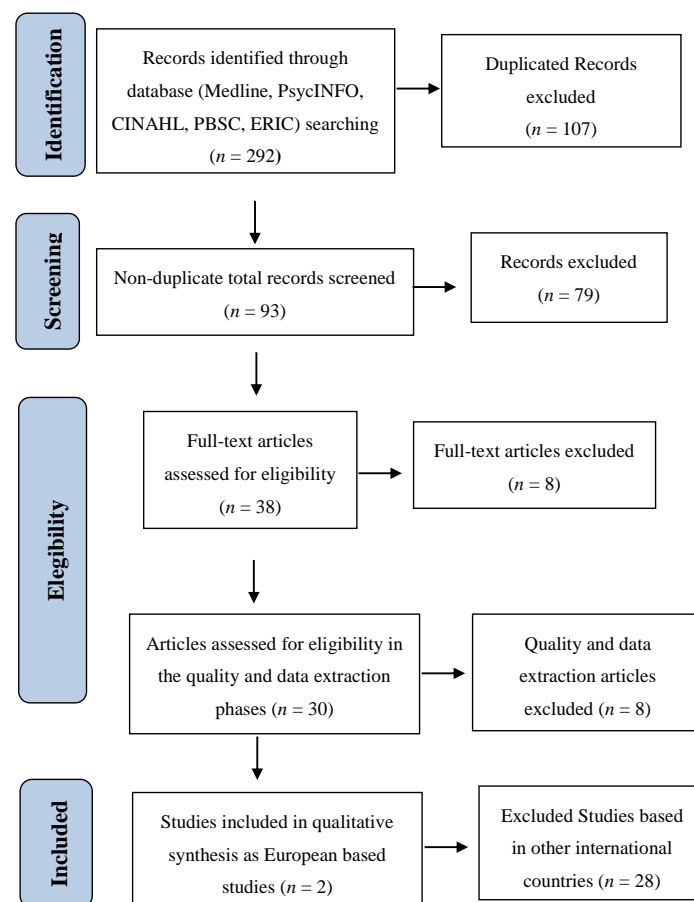 Identification
Records identified through
database (Medline, PsycINFO,
CINAHL, PBSC, ERIC) searching
(n = 292)
Duplicated Records
excluded
(n = 107)
Screening
Non-duplicate total records screened
(n = 93)
Records excluded
(n = 79)
Elegibility
Full-text articles
assessed for eligibility
(n = 38)
Full-text articles excluded
(n = 8)
Articles assessed for eligibility in
the quality and data extraction
phases (n = 30)
Quality and data
extraction articles
excluded (n = 8)
Included
Studies included in qualitative
synthesis as European based
studies (n = 2)
Excluded Studies based
in other international
countries (n = 28)